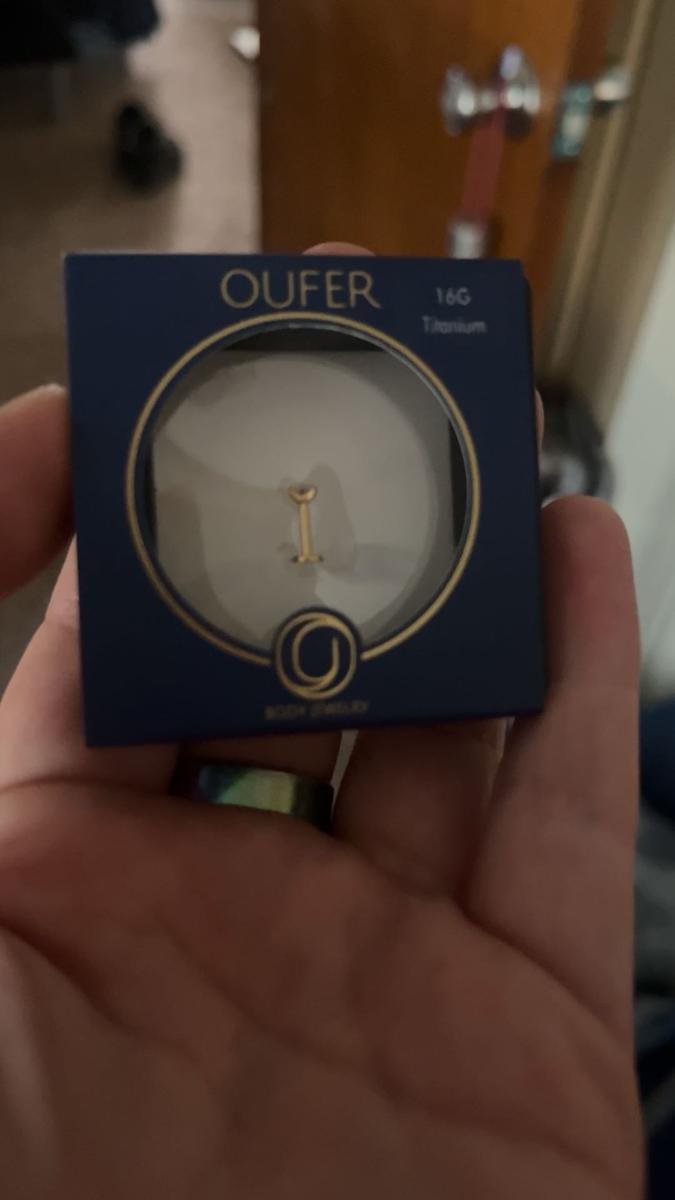 OUFER
16G
Titanium
BODY JEWELRY